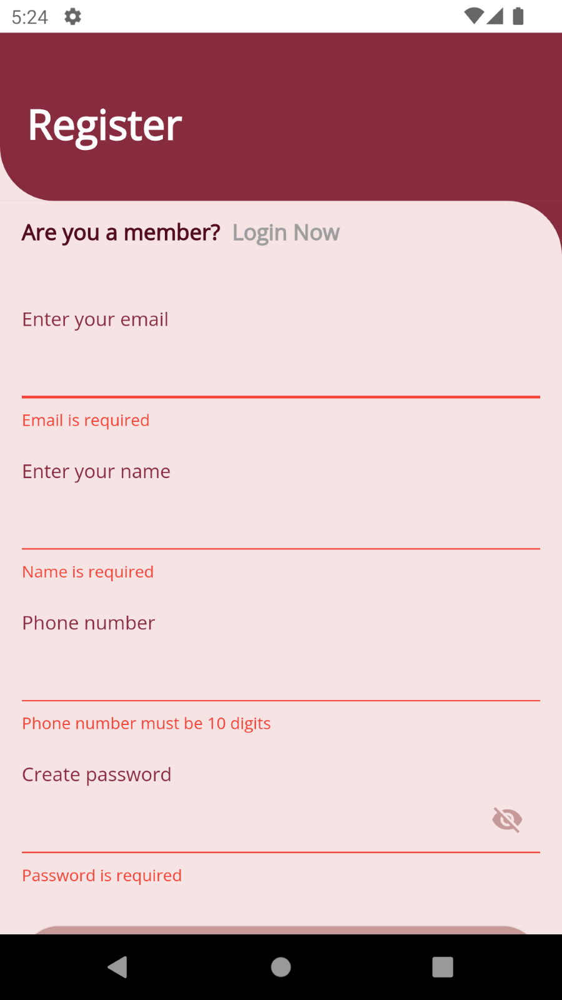 5:24
Register
Are you a member? Login Now
Enter your email
Email is required
Enter your name
Name is required
Phone number
Phone number must be 10 digits
Create password
Password is required